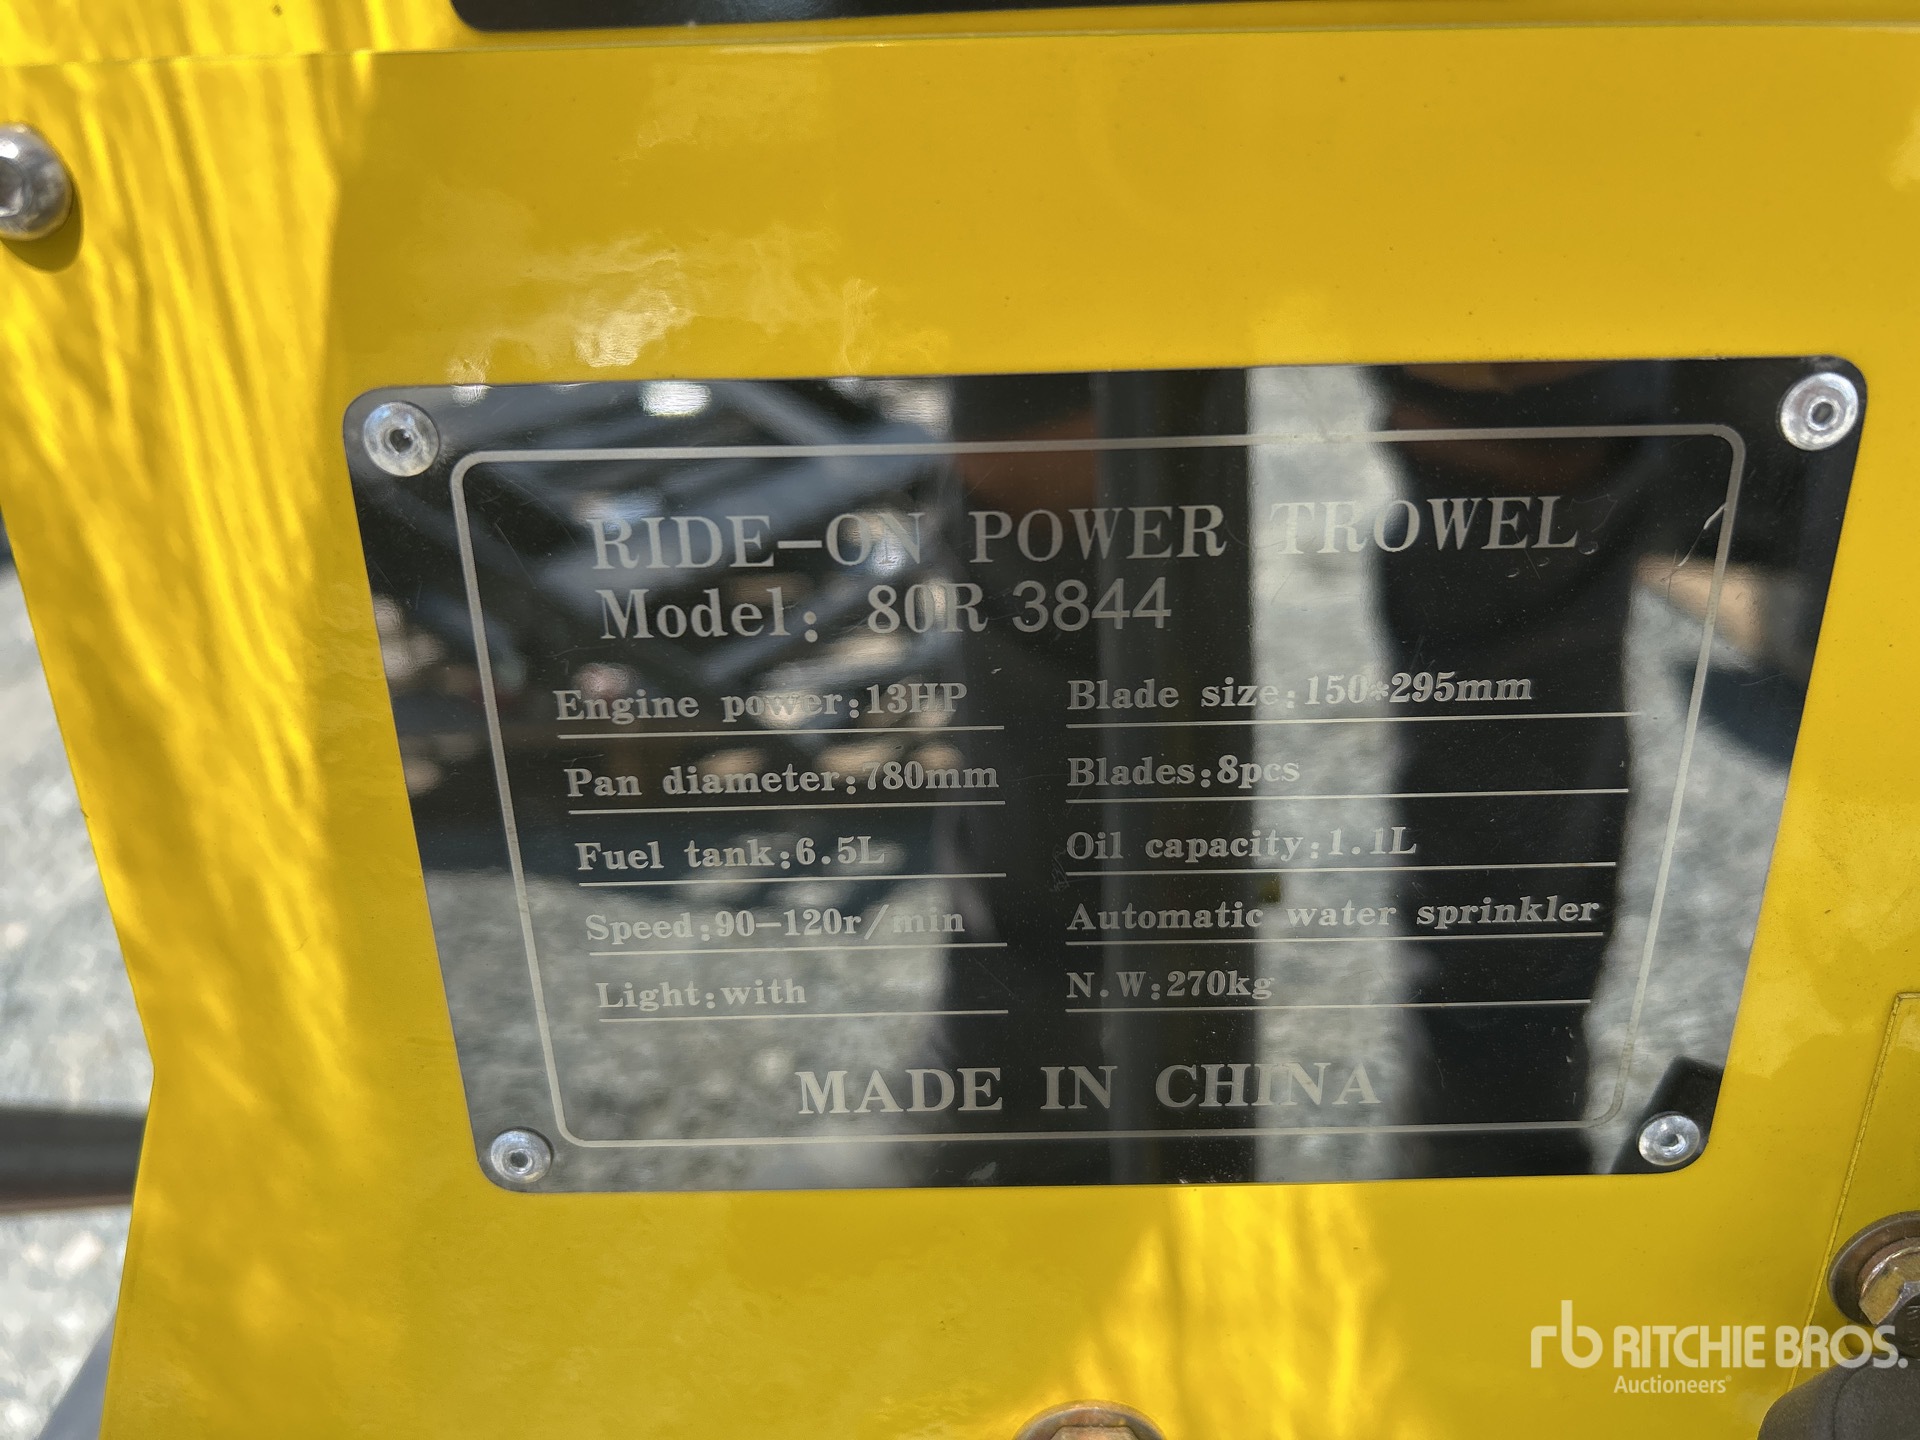 RIDE-ON POWER TROWEL
Model: 80R 3844
Engine power:13HP
Blade size:150*295mm
Pan diameter:780mm
Blades:8pcs
Fuel tank:6.5L
Oil capacity:1.1L
Speed:90-120r/min
Automatic water sprinkler
Light:with
N.W:270kg
MADE IN CHINA
rb RITCHIE BROS.
Auctioneers